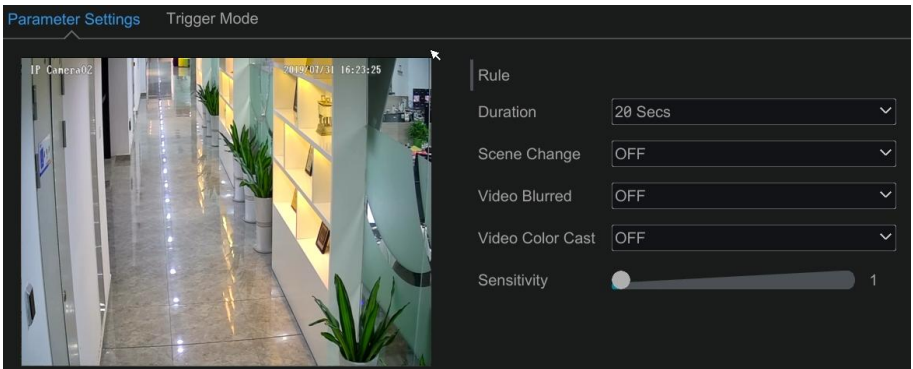 Parameter Settings Trigger Mode
IP Camera02 2019/07/31 16:23:25
Rule
Duration 20 Secs
Scene Change OFF
Video Blurred OFF
Video Color Cast OFF
Sensitivity 1